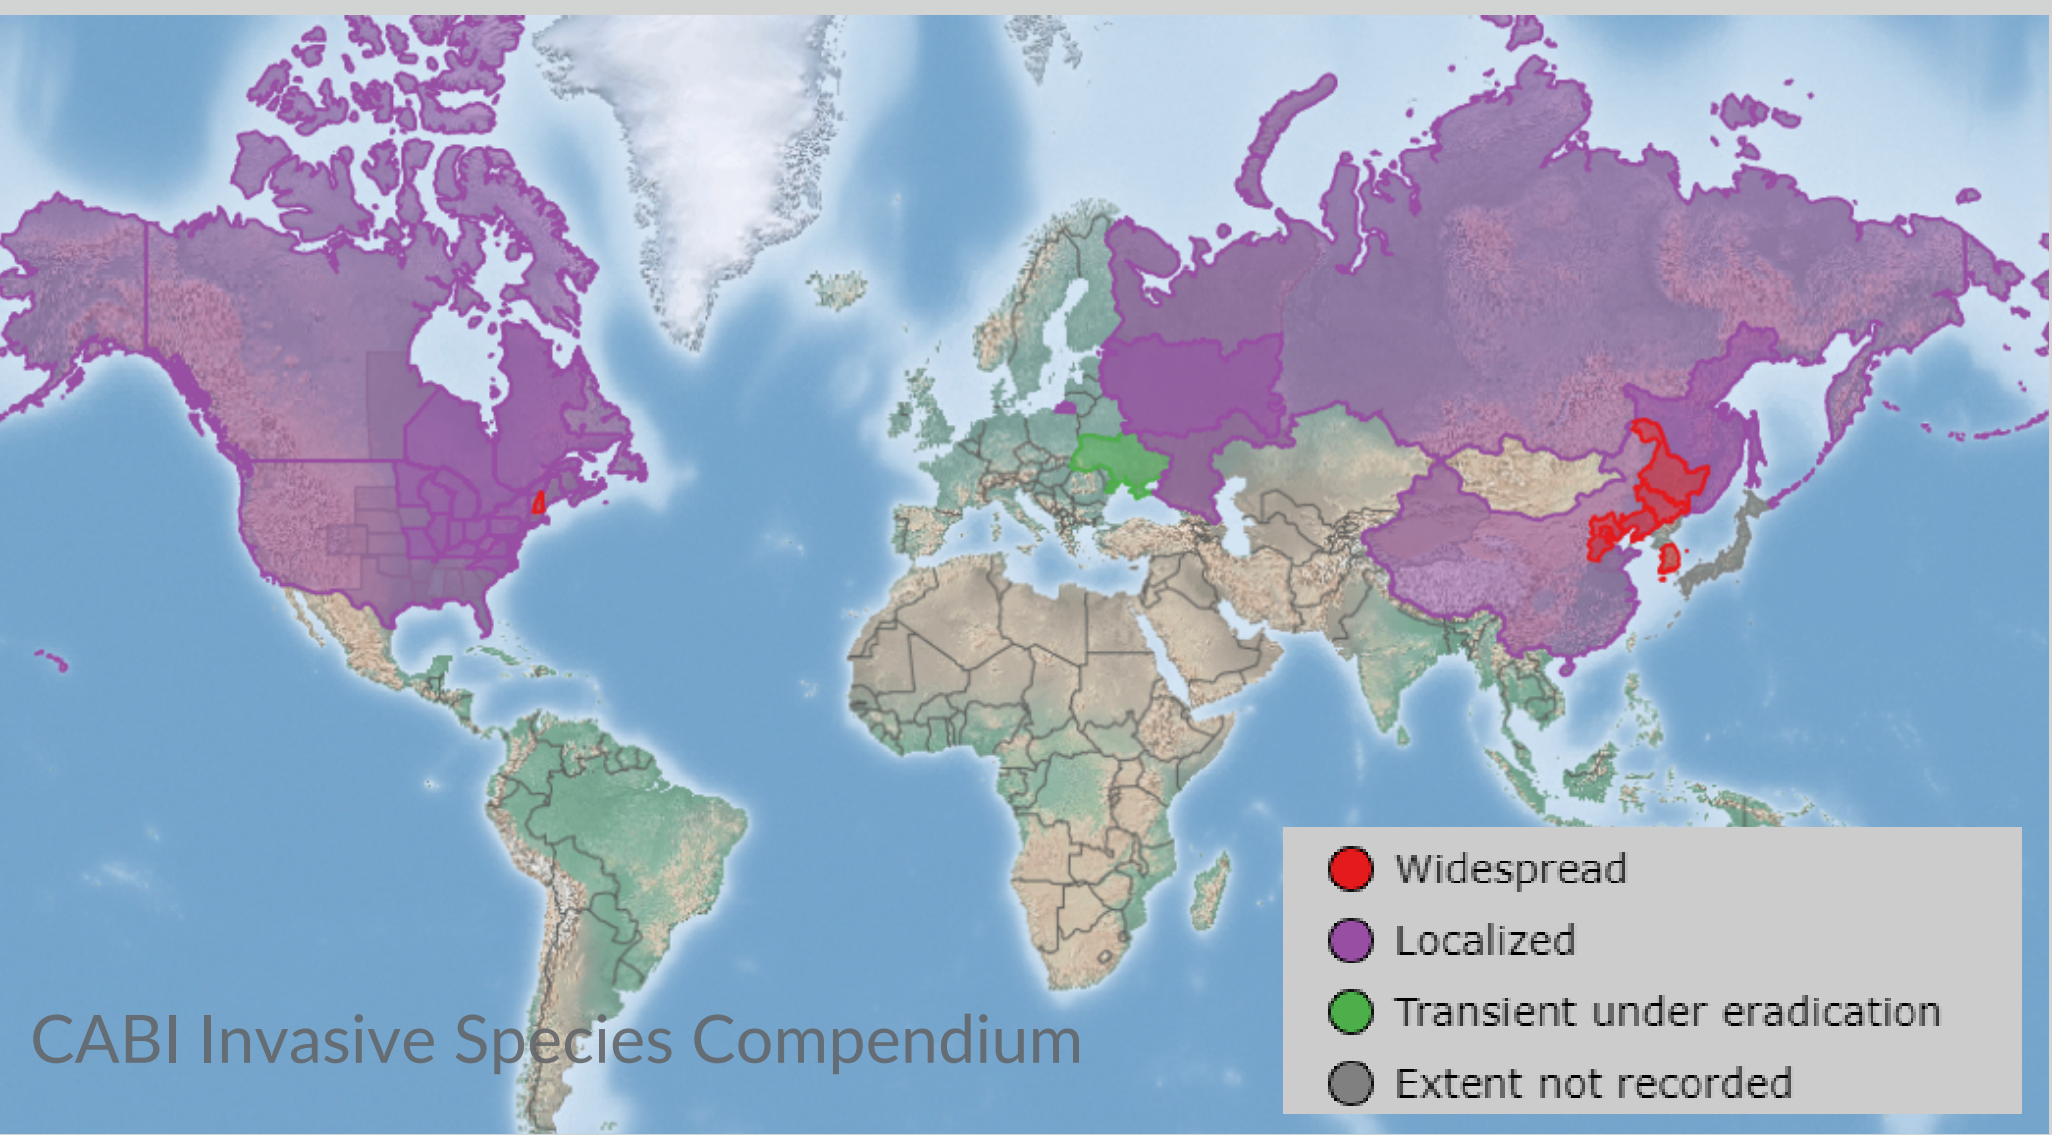 Widespread
Localized
Transient under eradication
Extent not recorded
CABI Invasive Species Compendium